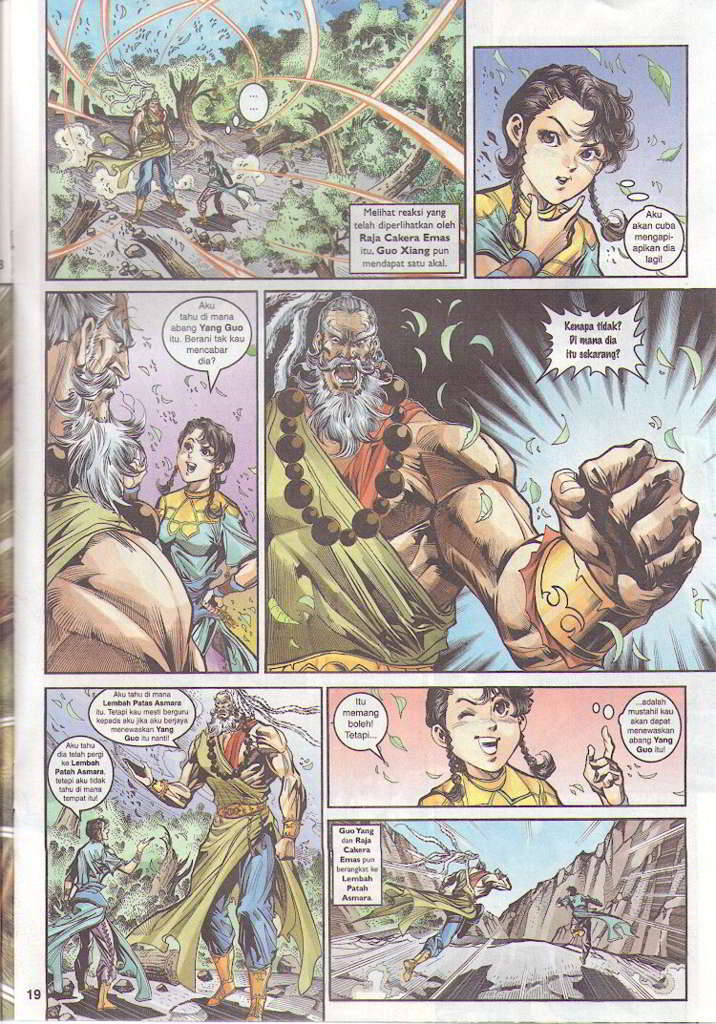 ...
...
Melihat reaksi yang
telah diperlihatkan oleh
Raja Cakera Emas
itu, Guo Xiang pun
mendapat satu akal.
Aku
akan cuba
mengapi-
apikan dia
lagi!
Aku
tahu di mana
abang Yang Guo
itu. Berani tak kau
mencabar
dia?
Kenapa tidak?
Di mana dia
itu sekarang?
Aku tahu di mana
Lembah Patas Asmara.
Tetapi kau mesti berguru
kepada aku jika aku berjaya
menewaskan Yang
Guo itu nanti!
Aku tahu
dia telah pergi
ke Lembah
Patah Asmara,
tetapi aku tidak
tahu di mana
tempat itu!
Itu
memang
boleh!
Tetapi...
...adalah
mustahil kau
akan dapat
menewaskan
abang Yang
Guo!
Guo Yang
dan Raja
Cakera
Emas pun
berangkat ke
Lembah
Patah
Asmara.
19